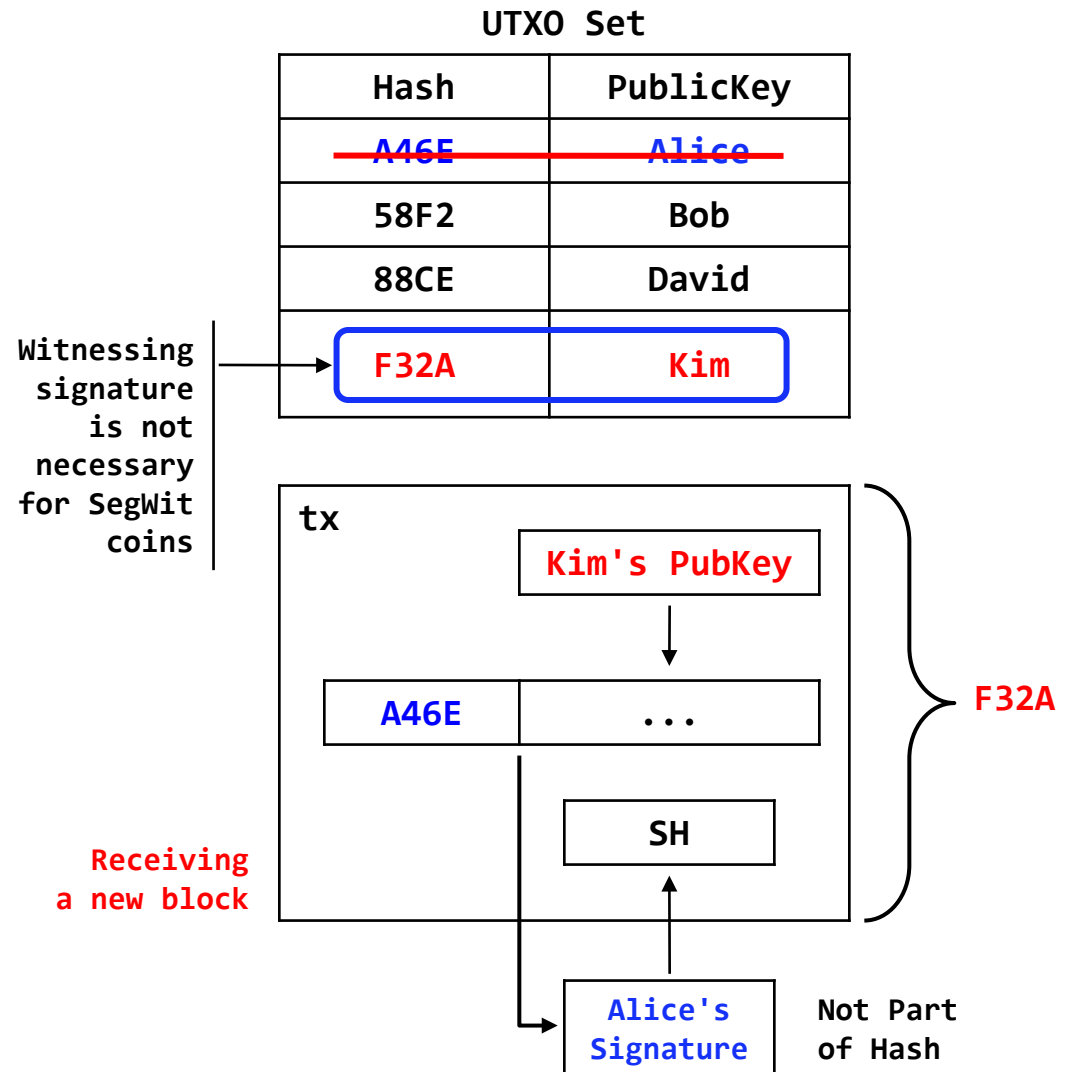 UTXO Set
Hash PublicKey
A46E Alice
58F2 Bob
88CE David
F32A Kim
Witnessing
signature
is not
necessary
for SegWit
coins
tx
Kim's PubKey
A46E ...
F32A
SH
Receiving
a new block
Alice's
Signature
Not Part
of Hash